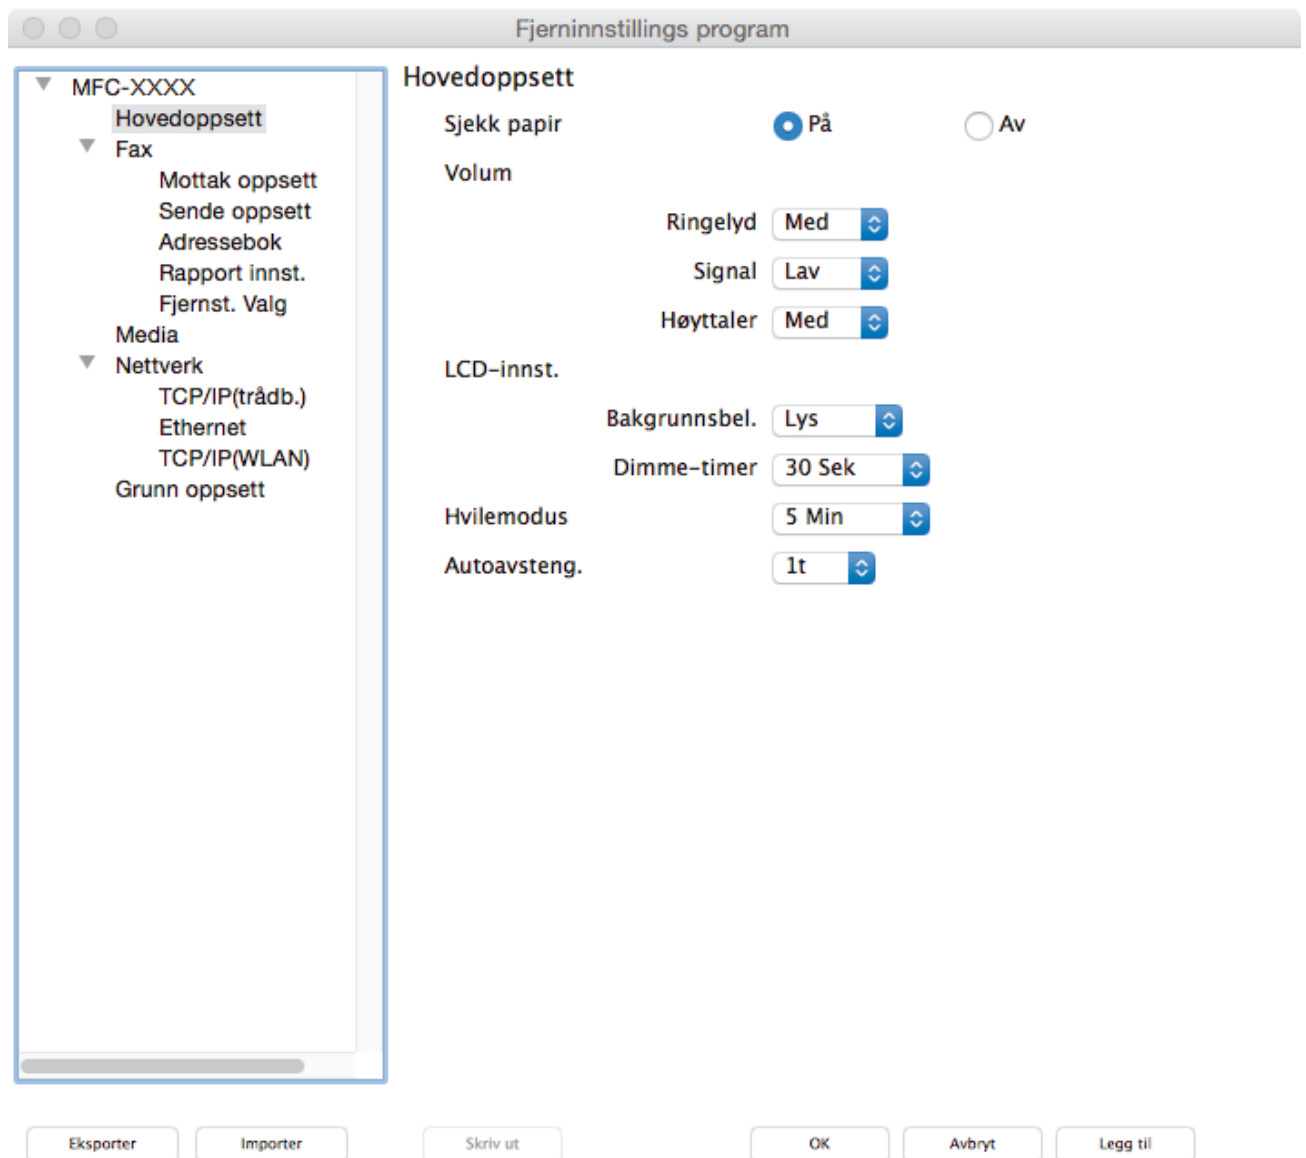 Fjerninnstillings program
MFC-XXXX
Hovedoppsett
Fax
Mottak oppsett
Sende oppsett
Adressebok
Rapport innst.
Fjernst. Valg
Media
Nettverk
TCP/IP(trådb.)
Ethernet
TCP/IP(WLAN)
Grunn oppsett
Hovedoppsett
Sjekk papir På Av
Volum
Ringelyd Med
Signal Lav
Høyttaler Med
LCD-innst.
Bakgrunnsbel. Lys
Dimme-timer 30 Sek
Hvilemodus 5 Min
Autoavsteng. 1t
Eksporter Importer Skriv ut OK Avbryt Legg til